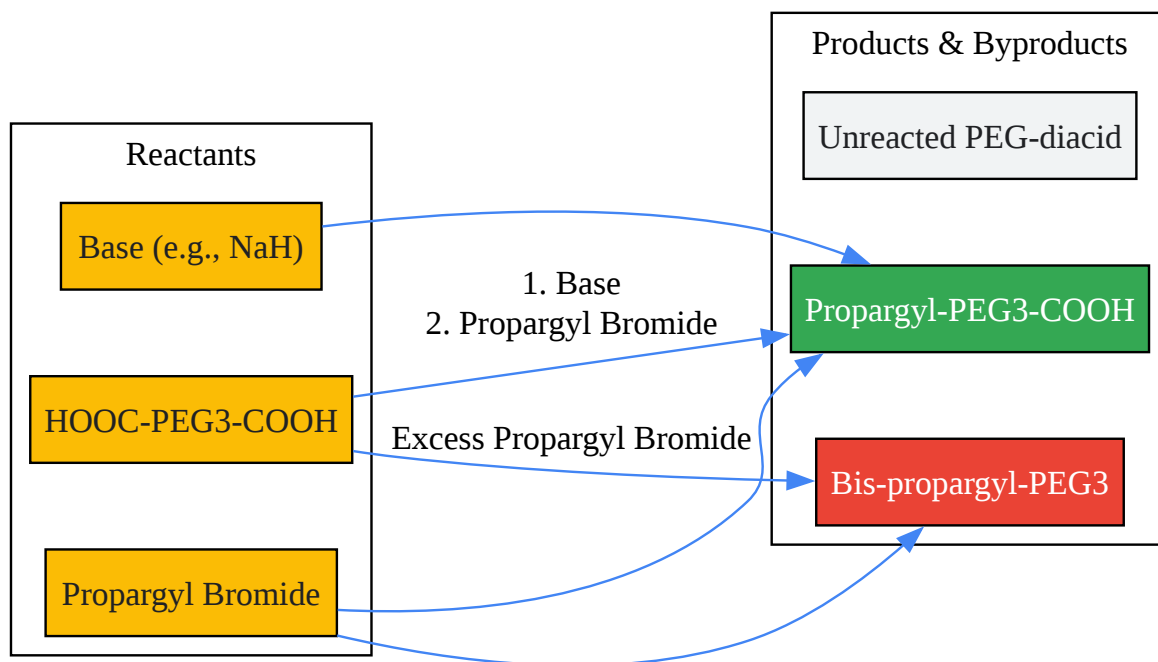 Products & Byproducts
Unreacted PEG-diacid
Reactants
Base (e.g., NaH)
1. Base
2. Propargyl Bromide
Propargyl-PEG3-COOH
HOOC-PEG3-COOH
Excess Propargyl Bromide
Bis-propargyl-PEG3
Propargyl Bromide